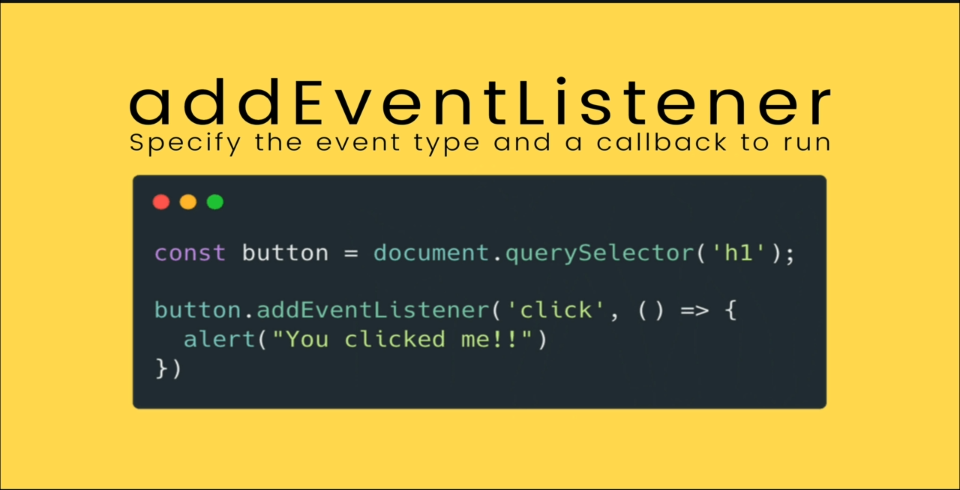 addEventListener
Specify the event type and a callback to run
const button = document.querySelector('h1');
button.addEventListener('click', () => {
  alert("You clicked me!!")
})